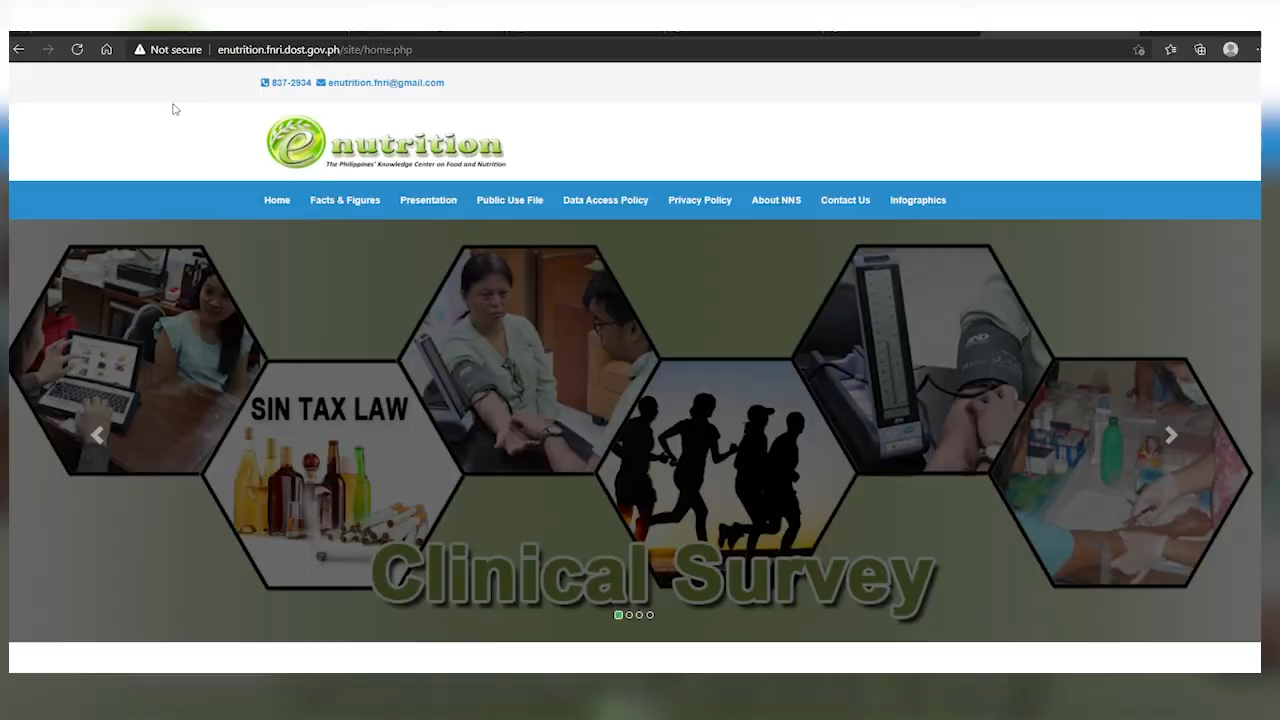 Not secure enutrition.fnri.dost.gov.ph/site/home.php
837-2934 enutrition.fnri@gmail.com
e nutrition
The Philippines' Knowledge Center on Food and Nutrition
Home Facts & Figures Presentation Public Use File Data Access Policy Privacy Policy About NNS Contact Us Infographics
SIN TAX LAW
Clinical Survey